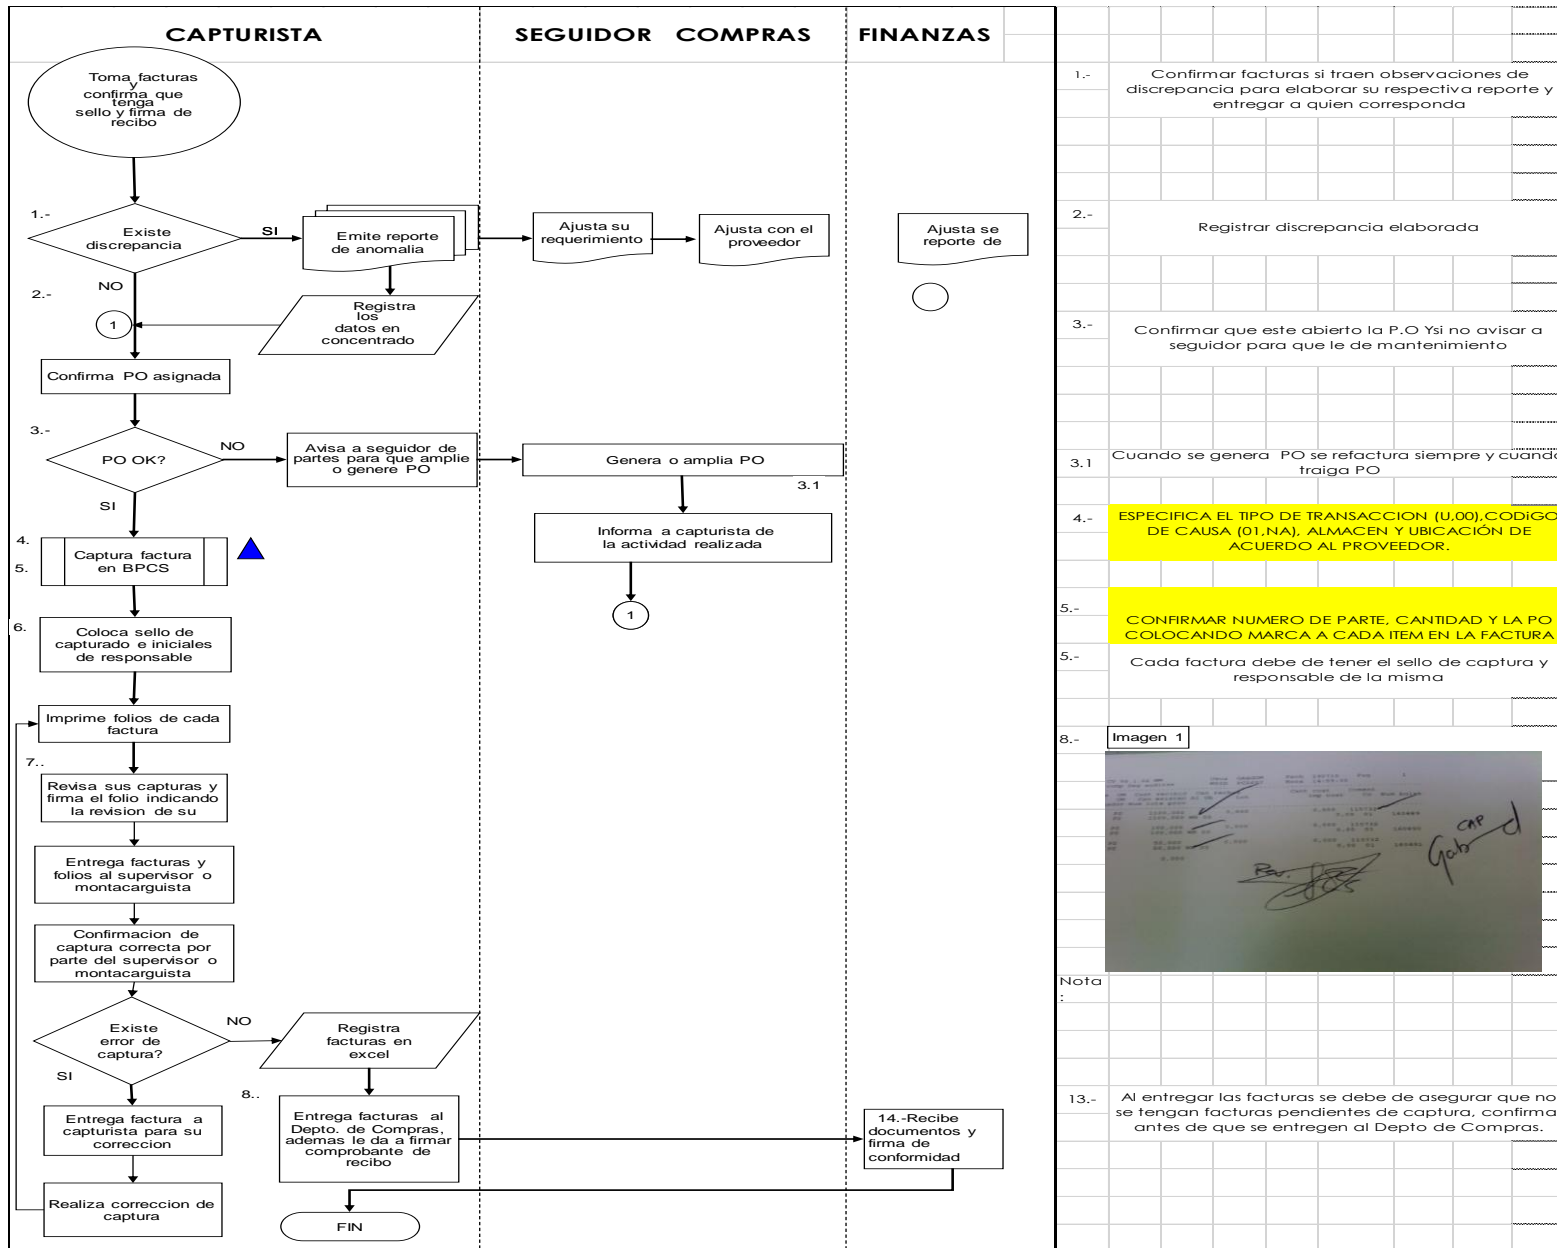 CAPTURISTA
SEGUIDOR COMPRAS
FINANZAS
Toma facturas
y
confirma que
tenga
sello y firma de
recibo
1.-
Existe
discrepancia
SI
Emite reporte
de anomalia
Ajusta su
requerimiento
Ajusta con el
proveedor
Ajusta se
reporte de
NO
2.-
1
Registra
los
datos en
concentrado
Confirma PO asignada
3.-
PO OK?
NO
Avisa a seguidor de
partes para que amplie
o genere PO
Genera o amplia PO
3.1
SI
Informa a capturista de
la actividad realizada
1
4.
5.
Captura factura
en BPCS
6.
Coloca sello de
capturado e iniciales
de responsable
Imprime folios de cada
factura
7..
Revisa sus capturas y
firma el folio indicando
la revision de su
Entrega facturas y
folios al supervisor o
montacarguista
Confirmacion de
captura correcta por
parte del supervisor o
montacarguista
Existe
error de
captura?
NO
Registra
facturas en
excel
SI
8..
Entrega factura a
capturista para su
correccion
Entrega facturas al
Depto. de Compras,
ademas le da a firmar
comprobante de
recibo
14.-Recibe
documentos y
firma de
conformidad
Realiza correccion de
captura
FIN
1.-
Confirmar facturas si traen observaciones de
discrepancia para elaborar su respectiva reporte y
entregar a quien corresponda
2.-
Registrar discrepancia elaborada
3.-
Confirmar que este abierto la P.O Ysi no avisar a
seguidor para que le de mantenimiento
3.1
Cuando se genera PO se refactura siempre y cuando
traiga PO
4.-
ESPECIFICA EL TIPO DE TRANSACCION (U,00),CODiGO
DE CAUSA (01,NA), ALMACEN Y UBICACIÓN DE
ACUERDO AL PROVEEDOR.
5.-
CONFIRMAR NUMERO DE PARTE, CANTIDAD Y LA PO
COLOCANDO MARCA A CADA ITEM EN LA FACTURA
5.-
Cada factura debe de tener el sello de captura y
responsable de la misma
8.-
Imagen 1
CAP
Rev.
Nota
:
13.-
Al entregar las facturas se debe de asegurar que no
se tengan facturas pendientes de captura, confirma
antes de que se entregen al Depto de Compras.